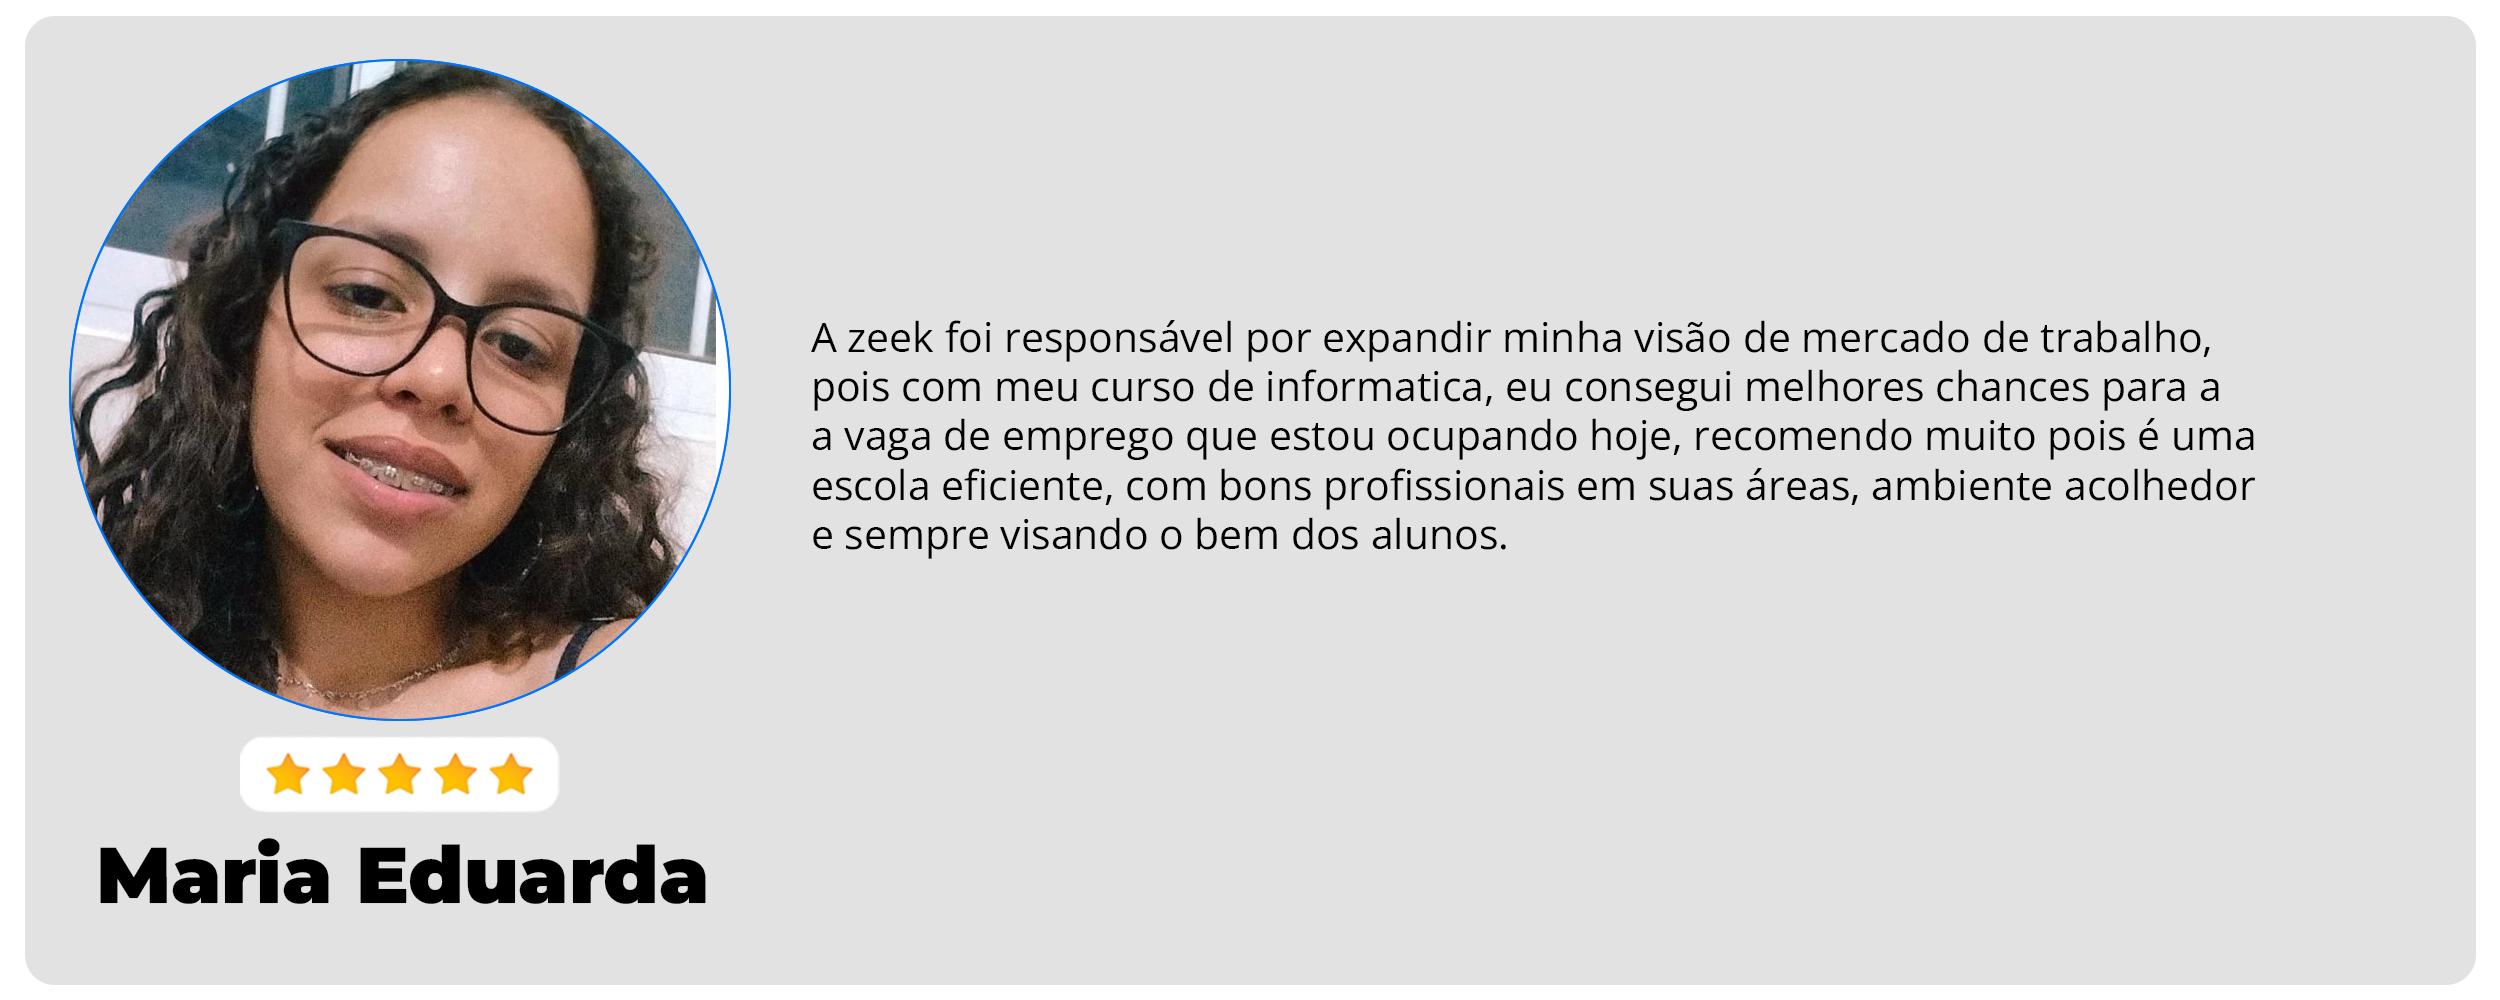 A zeek foi responsável por expandir minha visão de mercado de trabalho,
pois com meu curso de informatica, eu consegui melhores chances para a
a vaga de emprego que estou ocupando hoje, recomendo muito pois é uma
escola eficiente, com bons profissionais em suas áreas, ambiente acolhedor
e sempre visando o bem dos alunos.
Maria Eduarda